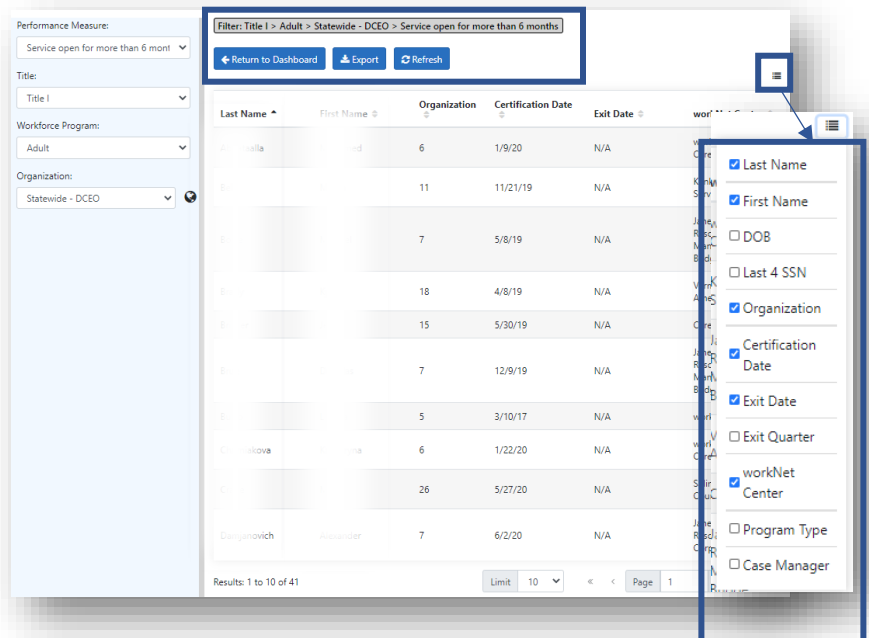 Performance Measure:
Service open for more than 6 mont
Title:
Title I
Workforce Program:
Adult
Organization:
Statewide - DCEO
Filter: Title I > Adult > Statewide - DCEO > Service open for more than 6 months
Return to Dashboard Export Refresh
Last Name First Name Organization Certification Date Exit Date
6 1/9/20 N/A
11 11/21/19 N/A
7 5/8/19 N/A
18 4/8/19 N/A
15 5/30/19 N/A
7 12/9/19 N/A
5 3/10/17 N/A
6 1/22/20 N/A
26 5/27/20 N/A
7 6/2/20 N/A
Results: 1 to 10 of 41 Limit 10 « < Page 1
Last Name
First Name
DOB
Last 4 SSN
Organization
Certification
Date
Exit Date
Exit Quarter
workNet
Center
Program Type
Case Manager